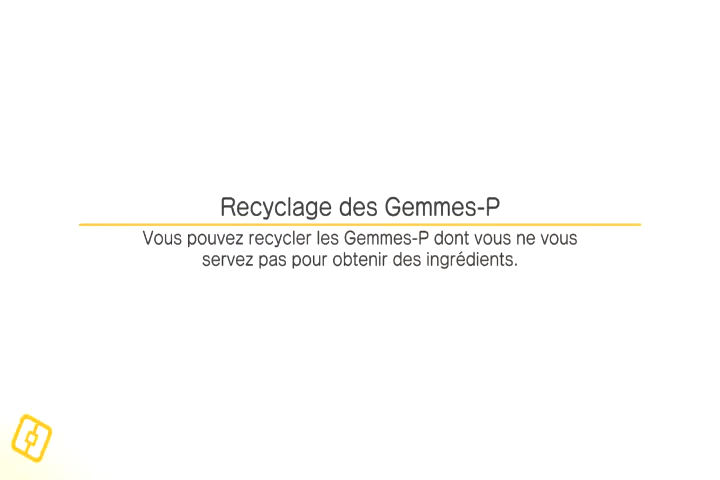 Recyclage des Gemmes-P
Vous pouvez recycler les Gemmes-P dont vous ne vous
servez pas pour obtenir des ingrédients.